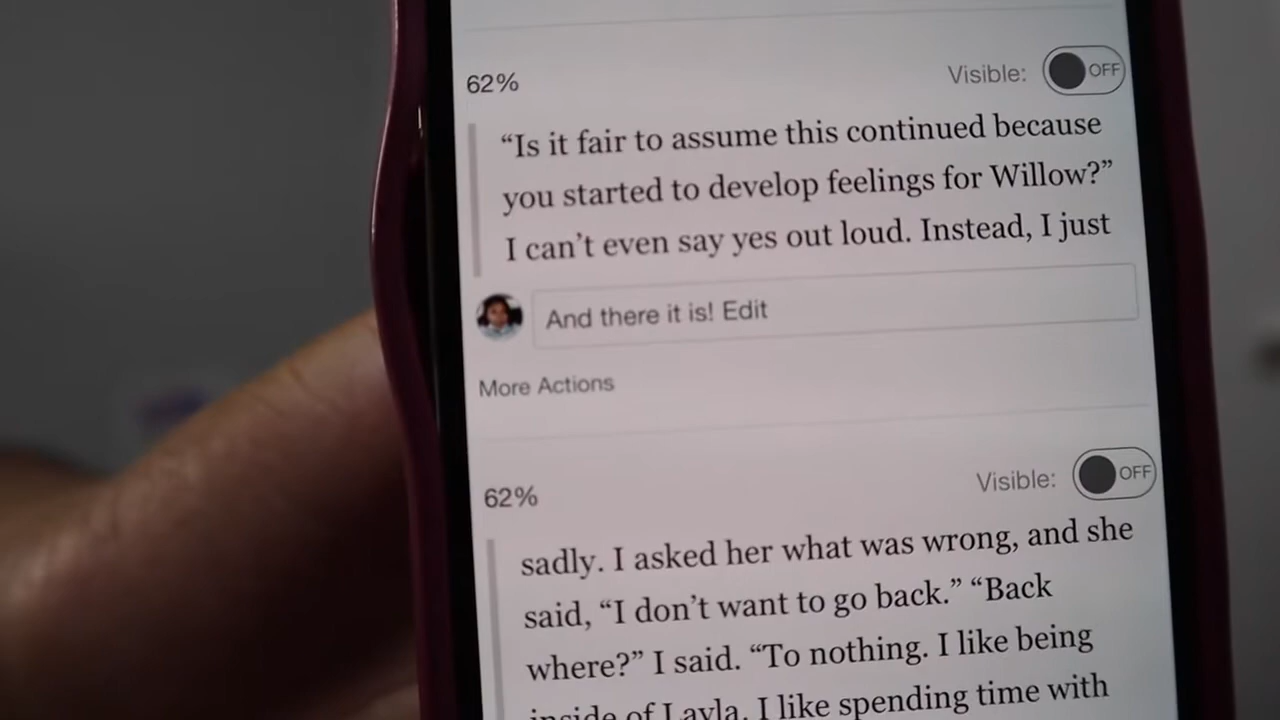 62%
Visible:
OFF
“Is it fair to assume this continued because
you started to develop feelings for Willow?”
I can’t even say yes out loud. Instead, I just
And there it is! Edit
More Actions
62%
Visible:
OFF
sadly. I asked her what was wrong, and she
said, “I don’t want to go back.” “Back
where?” I said. “To nothing. I like being
inside of Layla. I like spending time with